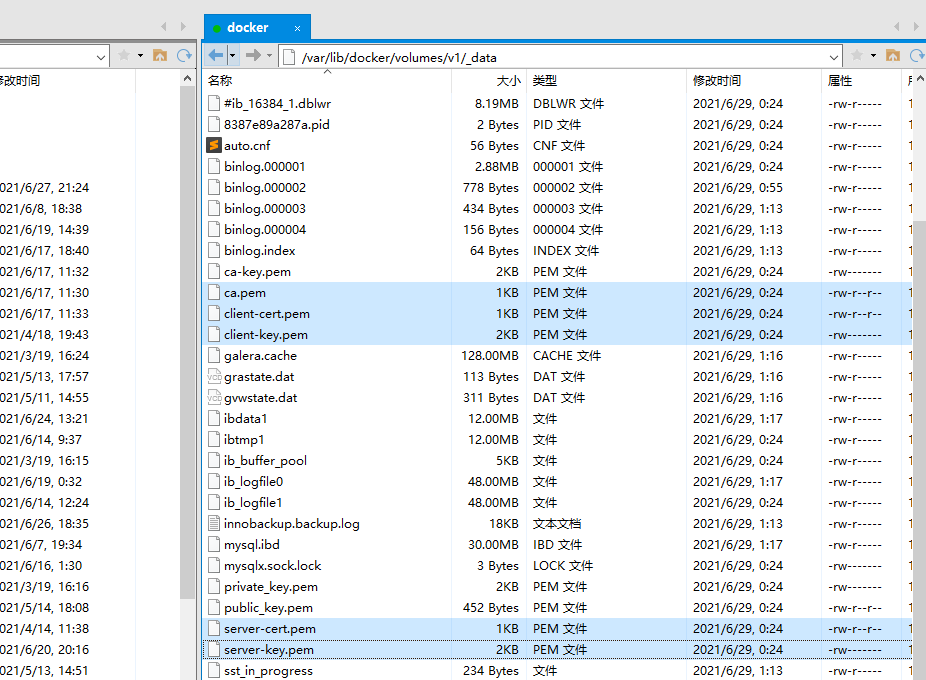 docker ×
/var/lib/docker/volumes/v1/_data
修改时间
名称 大小 类型 修改时间 属性
#ib_16384_1.dblwr 8.19MB DBLWR 文件 2021/6/29, 0:24 -rw-r-----
8387e89a287a.pid 2 Bytes PID 文件 2021/6/29, 0:24 -rw-r-----
auto.cnf 56 Bytes CNF 文件 2021/6/29, 0:24 -rw-r-----
binlog.000001 2.88MB 000001 文件 2021/6/29, 0:24 -rw-r-----
021/6/27, 21:24 binlog.000002 778 Bytes 000002 文件 2021/6/29, 0:55 -rw-r-----
021/6/8, 18:38 binlog.000003 434 Bytes 000003 文件 2021/6/29, 1:13 -rw-r-----
021/6/19, 14:39 binlog.000004 156 Bytes 000004 文件 2021/6/29, 1:13 -rw-r-----
021/6/17, 18:40 binlog.index 64 Bytes INDEX 文件 2021/6/29, 1:13 -rw-r-----
021/6/17, 11:32 ca-key.pem 2KB PEM 文件 2021/6/29, 0:24 -rw-------
021/6/17, 11:30 ca.pem 1KB PEM 文件 2021/6/29, 0:24 -rw-r--r--
021/6/17, 11:33 client-cert.pem 1KB PEM 文件 2021/6/29, 0:24 -rw-r--r--
021/4/18, 19:43 client-key.pem 2KB PEM 文件 2021/6/29, 0:24 -rw-------
021/3/19, 16:24 galera.cache 128.00MB CACHE 文件 2021/6/29, 1:16 -rw-r-----
021/5/13, 17:57 grastate.dat 113 Bytes DAT 文件 2021/6/29, 1:16 -rw-r-----
021/5/11, 14:55 gvwstate.dat 311 Bytes DAT 文件 2021/6/29, 1:16 -rw-r-----
021/6/24, 13:21 ibdata1 12.00MB 文件 2021/6/29, 1:17 -rw-r-----
021/6/14, 9:37 ibtmp1 12.00MB 文件 2021/6/29, 0:24 -rw-r-----
021/3/19, 16:15 ib_buffer_pool 5KB 文件 2021/6/29, 0:24 -rw-r-----
021/6/19, 0:32 ib_logfile0 48.00MB 文件 2021/6/29, 1:17 -rw-r-----
021/6/14, 12:24 ib_logfile1 48.00MB 文件 2021/6/29, 0:24 -rw-r-----
021/6/26, 18:35 innobackup.backup.log 18KB 文本文档 2021/6/29, 1:13 -rw-r-----
021/6/7, 19:34 mysql.ibd 30.00MB IBD 文件 2021/6/29, 1:17 -rw-r-----
021/6/16, 1:30 mysqlx.sock.lock 3 Bytes LOCK 文件 2021/6/29, 0:24 -rw-------
021/3/19, 16:16 private_key.pem 2KB PEM 文件 2021/6/29, 0:24 -rw-------
021/5/14, 18:08 public_key.pem 452 Bytes PEM 文件 2021/6/29, 0:24 -rw-r--r--
021/4/14, 11:38 server-cert.pem 1KB PEM 文件 2021/6/29, 0:24 -rw-r--r--
021/6/20, 20:16 server-key.pem 2KB PEM 文件 2021/6/29, 0:24 -rw-------
021/5/13, 14:51 sst_in_progress 234 Bytes 文件 2021/6/29, 1:13 -rw-r-----